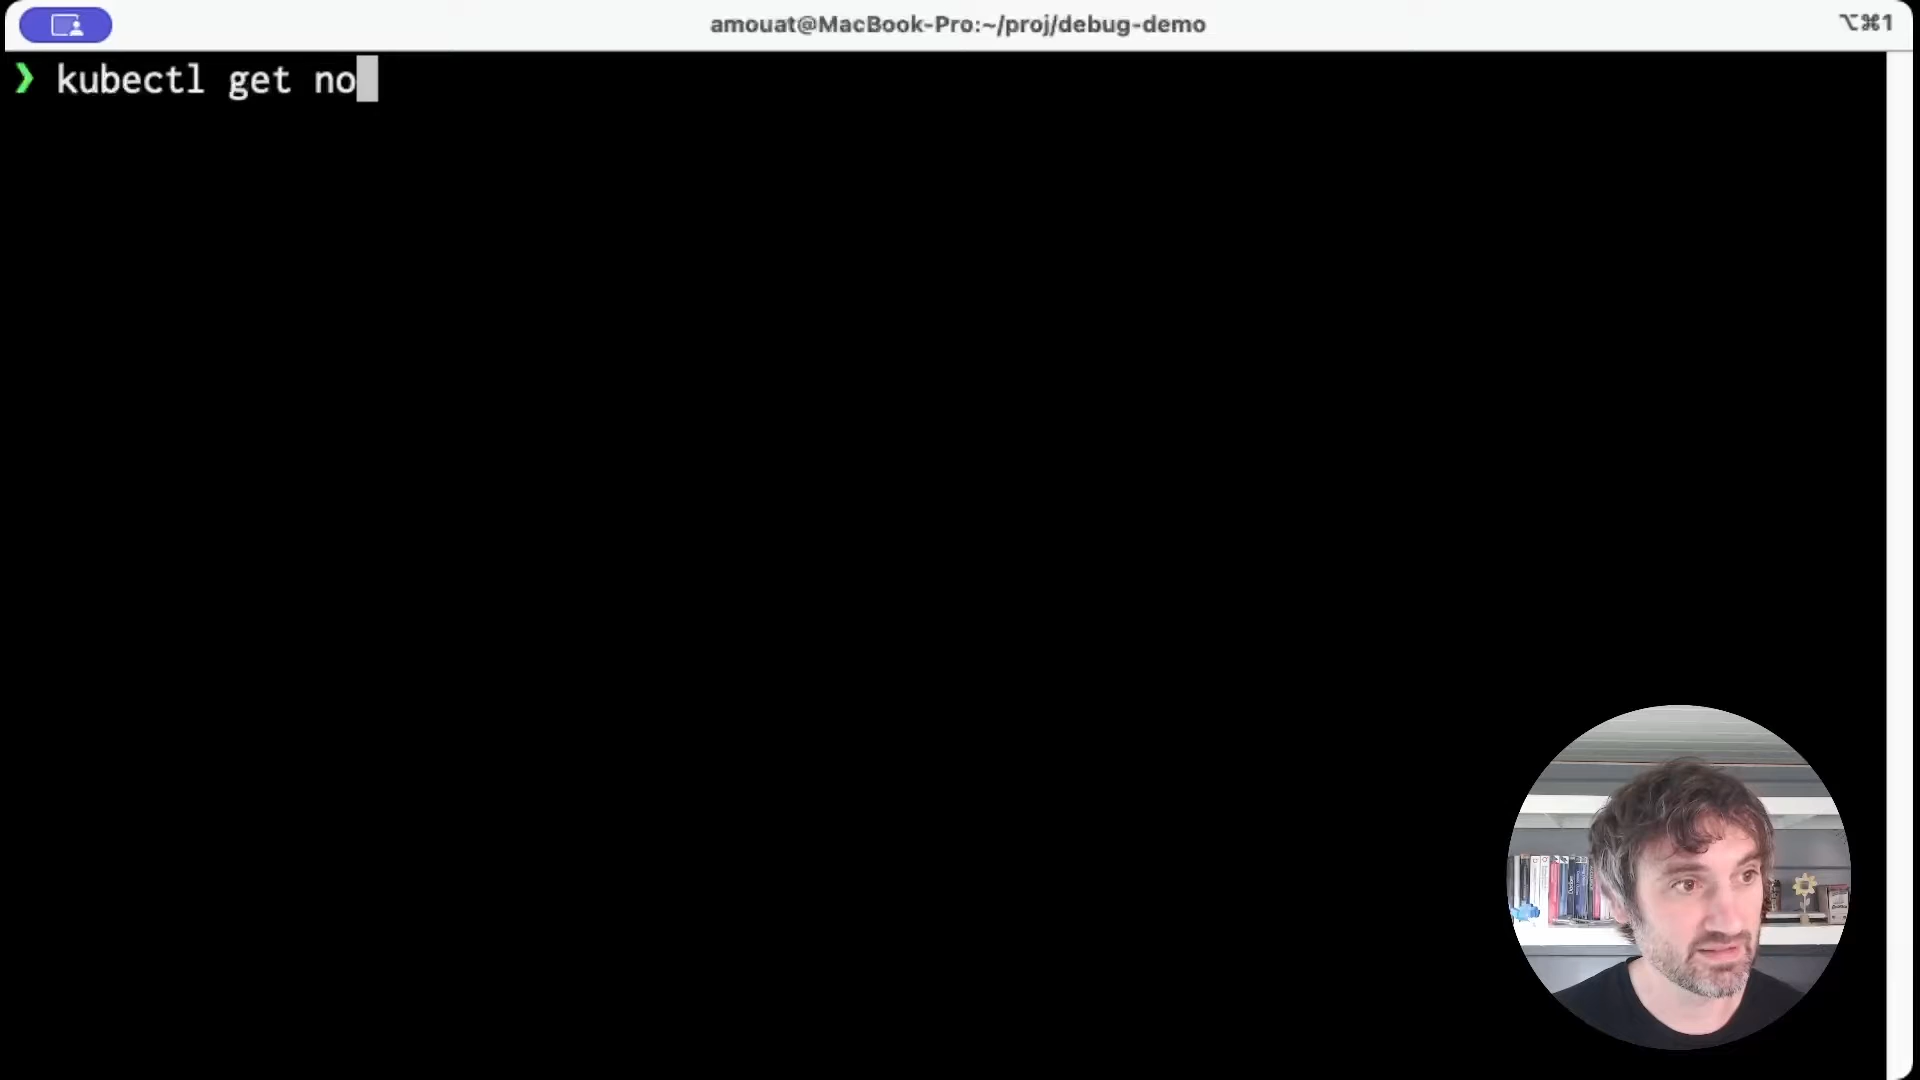 amouat@MacBook-Pro:~/proj/debug-demo
⌥⌘1
❯ kubectl get no